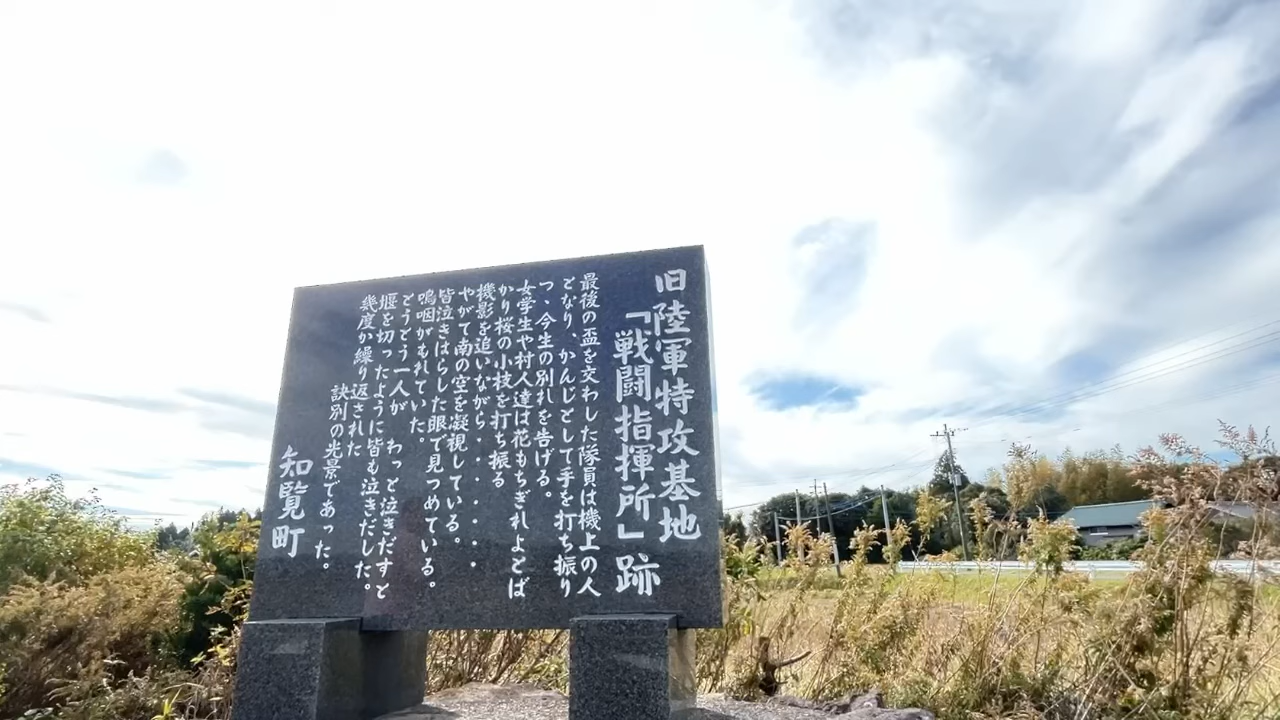 旧陸軍特攻基地
「戦闘指揮所」跡
最後の盃を交わした隊員は機上の人
となり、かんじとして手を打ち振り
つゝ今生の別れを告げる。
女学生や村人達は花もちぎれよとば
かり桜の小枝を打ち振る
機影を追いながら・・・・・・・
やがて南の空を凝視している。
皆泣きはらした眼で見つめている。
嗚咽がもれていた。
とうとう一人が わっと泣きだすと
堰を切ったように皆も泣きだした。
幾度か繰り返された
訣別の光景であった。
知覧町